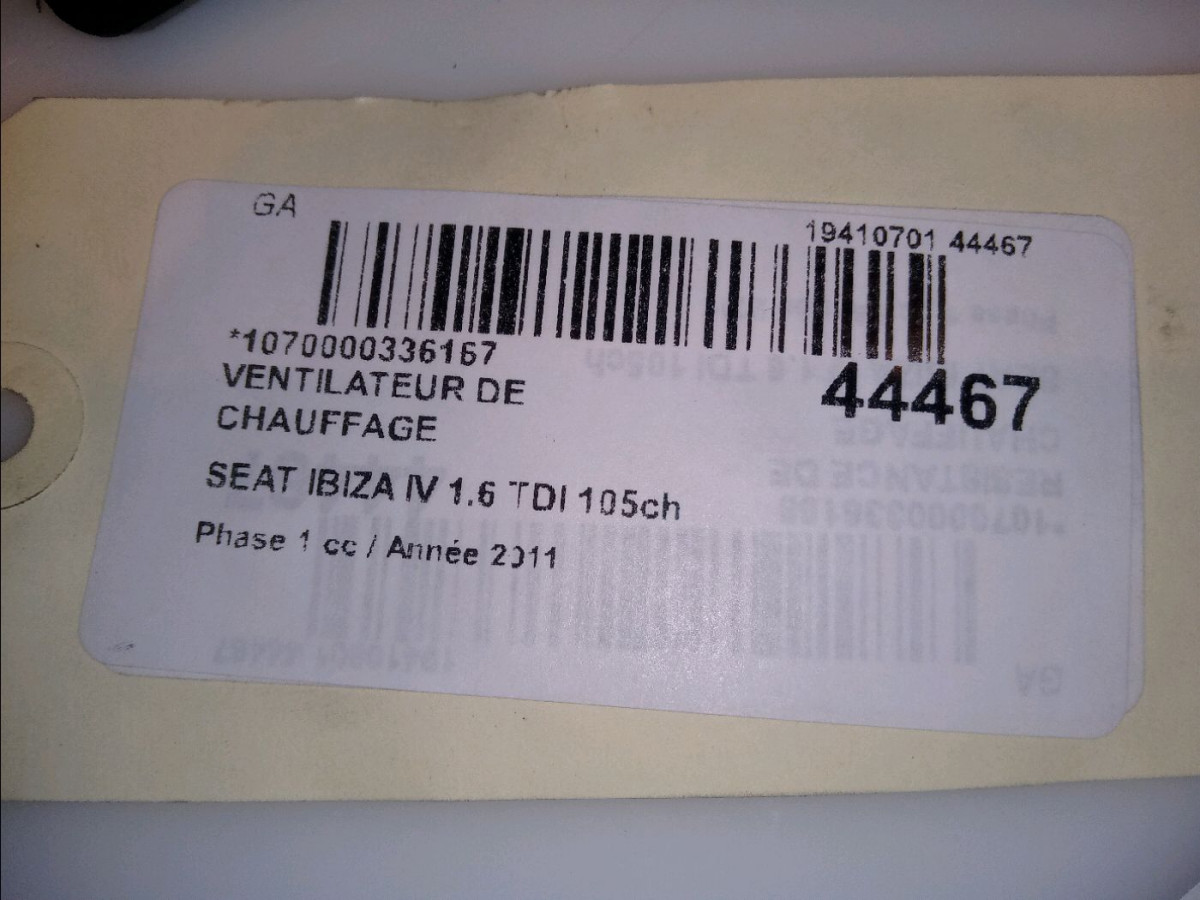 GA
19410701 44467
*1070000336167
44467
VENTILATEUR DE
CHAUFFAGE
SEAT IBIZA IV 1.6 TDI 105ch
Phase 1 cc / Année 2011